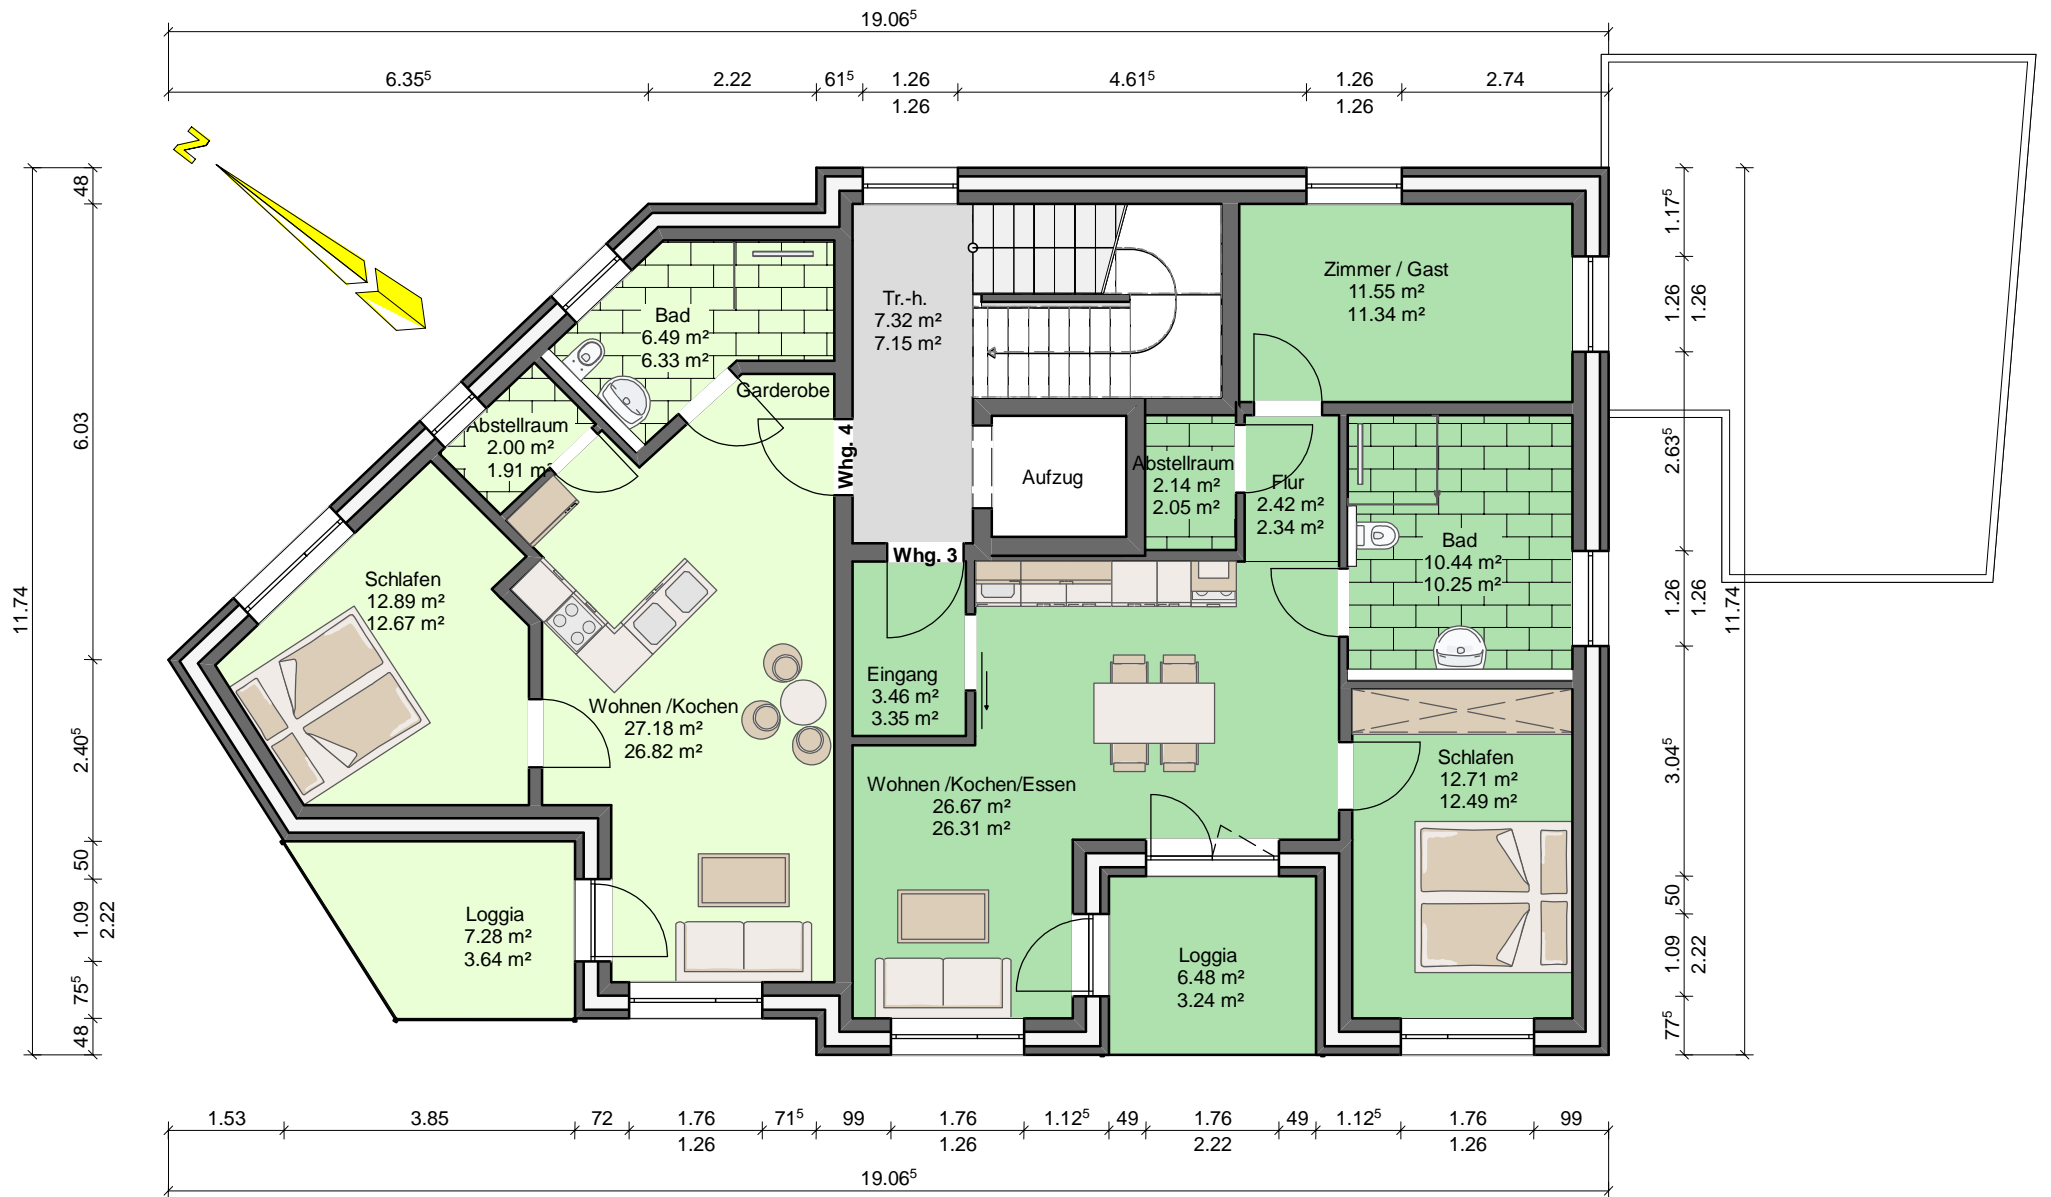 19.06⁵
6.35⁵ 2.22 61⁵ 1.26 4.61⁵ 1.26 2.74
1.26 1.26
N
48
6.03
11.74
2.40⁵
50
1.09
2.22
75⁵
48
Bad
6.49 m²
6.33 m²
Garderobe
Abstellraum
2.00 m²
1.91 m²
Schlafen
12.89 m²
12.67 m²
Wohnen /Kochen
27.18 m²
26.82 m²
Loggia
7.28 m²
3.64 m²
Tr.-h.
7.32 m²
7.15 m²
Whg. 4
Aufzug
Whg. 3
Zimmer / Gast
11.55 m²
11.34 m²
Abstellraum
2.14 m²
2.05 m²
Flur
2.42 m²
2.34 m²
Bad
10.44 m²
10.25 m²
Eingang
3.46 m²
3.35 m²
Wohnen /Kochen/Essen
26.67 m²
26.31 m²
Schlafen
12.71 m²
12.49 m²
Loggia
6.48 m²
3.24 m²
1.17⁵
1.26
1.26
2.63⁵
1.26
1.26
11.74
3.04⁵
50
1.09
2.22
77⁵
1.53 3.85 72 1.76 71⁵ 99 1.76 1.12⁵ 49 1.76 49 1.12⁵ 1.76 99
1.26 1.26 2.22 1.26
19.06⁵